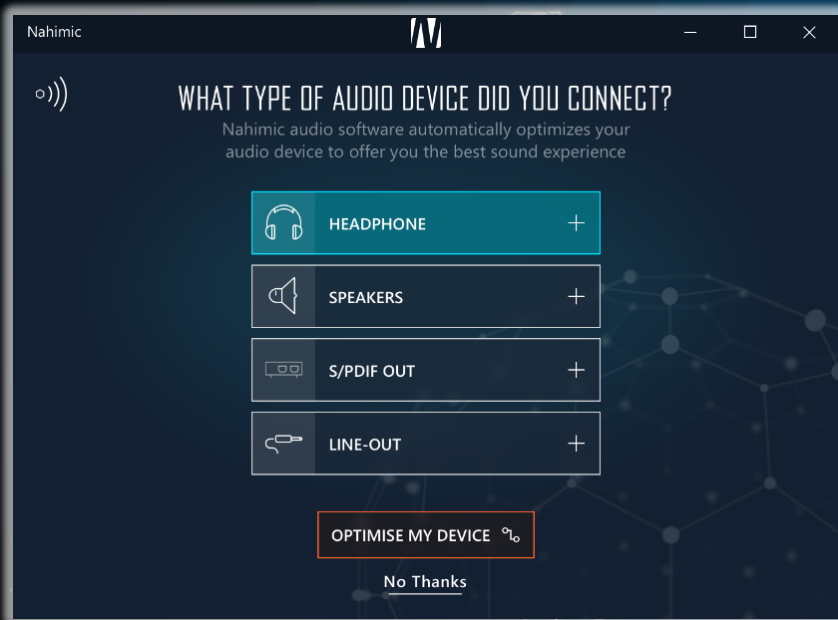 Nahimic
WHAT TYPE OF AUDIO DEVICE DID YOU CONNECT?
Nahimic audio software automatically optimizes your
audio device to offer you the best sound experience
HEADPHONE
SPEAKERS
S/PDIF OUT
LINE-OUT
OPTIMISE MY DEVICE
No Thanks